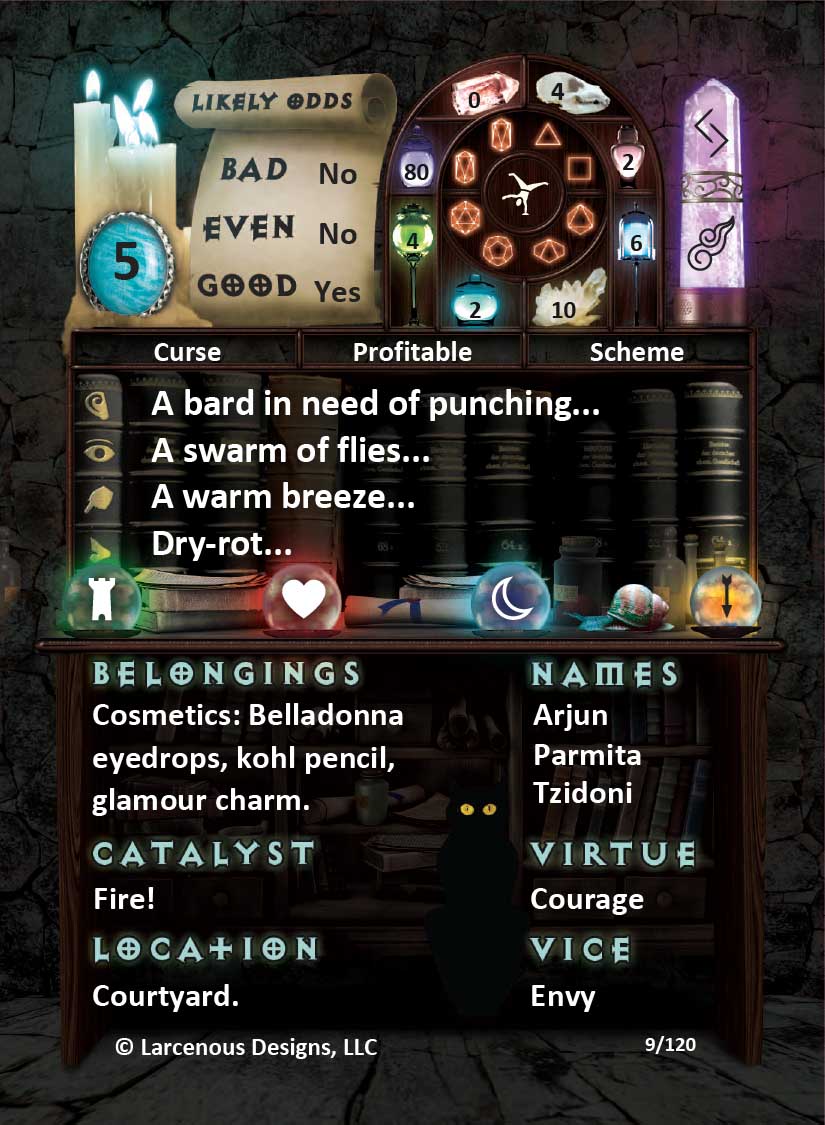 LIKELY ODDS
BAD No
EVEN No
GOOD Yes
5
0
4
80
2
4
6
2
10
Curse Profitable Scheme
A bard in need of punching...
A swarm of flies...
A warm breeze...
Dry-rot...
BELONGINGS
Cosmetics: Belladonna
eyedrops, kohl pencil,
glamour charm.
NAMES
Arjun
Parmita
Tzidoni
CATALYST
Fire!
VIRTUE
Courage
LOCATION
Courtyard.
VICE
Envy
© Larcenous Designs, LLC
9/120